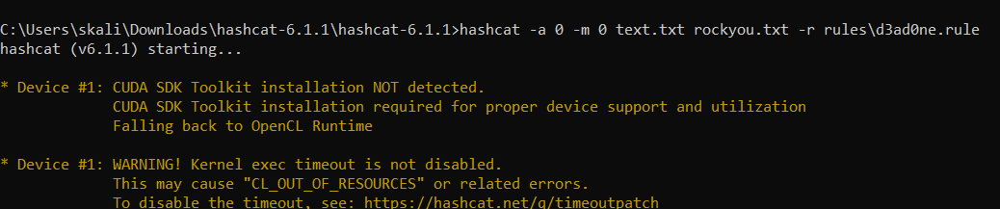 C:\Users\skali\Downloads\hashcat-6.1.1\hashcat-6.1.1>hashcat -a 0 -m 0 text.txt rockyou.txt -r rules\d3ad0ne.rule
hashcat (v6.1.1) starting...
* Device #1: CUDA SDK Toolkit installation NOT detected.
CUDA SDK Toolkit installation required for proper device support and utilization
Falling back to OpenCL Runtime
* Device #1: WARNING! Kernel exec timeout is not disabled.
This may cause "CL_OUT_OF_RESOURCES" or related errors.
To disable the timeout, see: https://hashcat.net/q/timeoutpatch